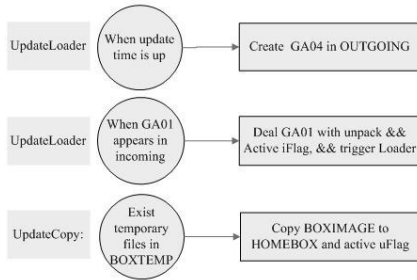 UpdateLoader
When update
time is up
Create GA04 in OUTGOING
UpdateLoader
When GA01
appears in
incoming
Deal GA01 with unpack &&
Active iFlag, && trigger Loader
UpdateCopy:
Exist
temporary
files in
BOXTEMP
Copy BOXIMAGE to
HOMEBOX and active uFlag